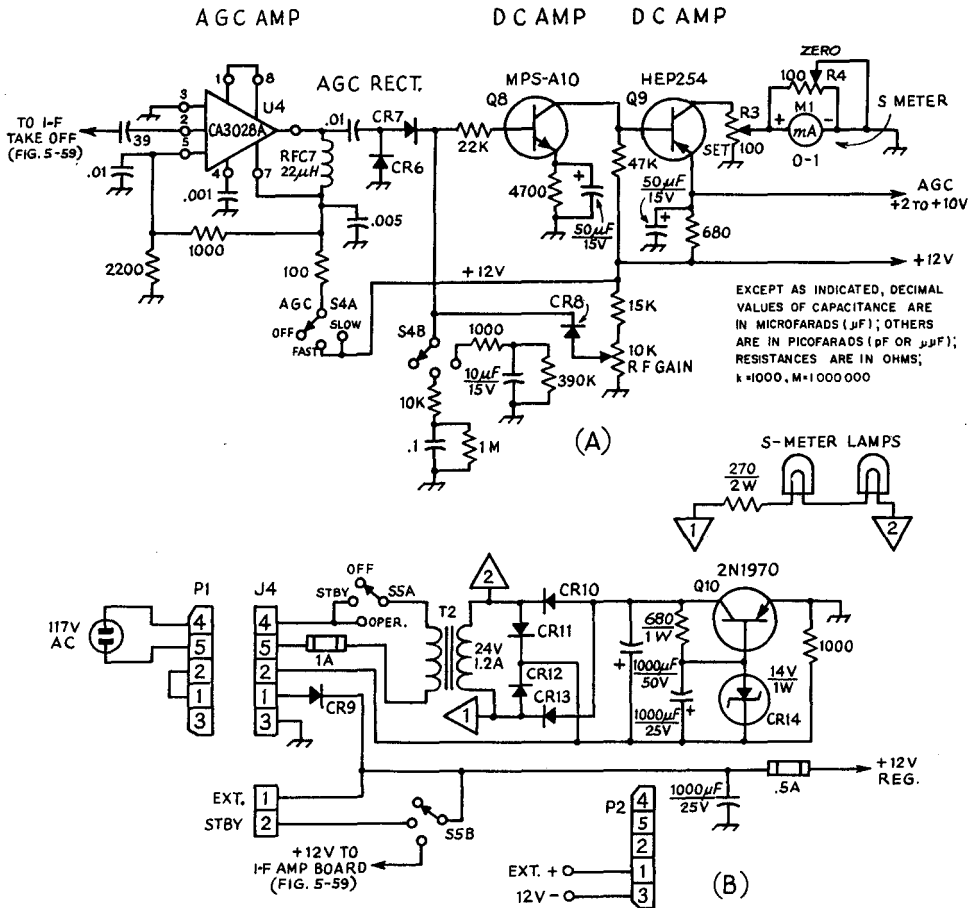 AGC AMP
DC AMP
DC AMP
MPS-A10
HEP254
ZERO
1
8
AGC RECT.
Q8
Q9
100
R4
3
U4
.01
CR7
R3
+ M1 -
S METER
TO I-F
TAKE OFF
(FIG. 5-59)
39
2
CA3028A
22K
SET
100
mA
0-1
.01
5
4
7
RFC7
22μH
CR6
47K
.001
4700
+
50μF
15V
50μF
15V
+
680
AGC
+2 TO +10V
.005
1000
2200
100
+12V
+12V
AGC
S4A
OFF
SLOW
FAST
S4B
1000
CR8
15K
10K
RF GAIN
10μF
15V
390K
10K
.1
1M
(A)
EXCEPT AS INDICATED, DECIMAL
VALUES OF CAPACITANCE ARE
IN MICROFARADS (μF); OTHERS
ARE IN PICOFARADS (pF OR μμF);
RESISTANCES ARE IN OHMS;
k=1000, M=1000000
S-METER LAMPS
270
2W
1
2
OFF
STBY
S5A
OPER.
P1
J4
2
CR10
2N1970
Q10
117V
AC
4
5
2
1
3
4
5
2
1
3
1A
T2
24V
1.2A
CR11
CR12
CR13
1
680
1W
1000μF
50V
+
1000μF
25V
+
14V
1W
CR14
1000
CR9
EXT.
1
STBY
2
S5B
+12V TO
I-F AMP BOARD
(FIG. 5-59)
1000μF
25V
.5A
+12V
REG.
P2
4
5
2
1
3
EXT. +
12V -
(B)